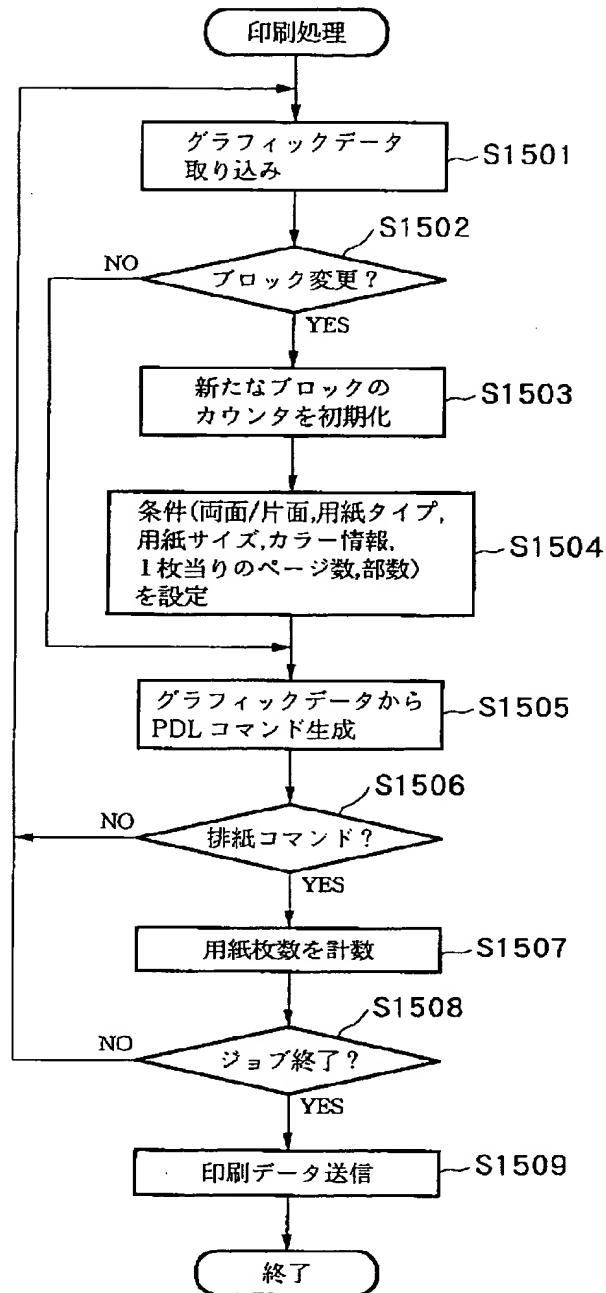 印刷処理
グラフィックデータ
取り込み
S1501
S1502
NO
ブロック変更?
YES
新たなブロックの
カウンタを初期化
S1503
条件(両面/片面,用紙タイプ,
用紙サイズ,カラー情報,
1枚当りのページ数,部数)
を設定
S1504
グラフィックデータから
PDLコマンド生成
S1505
S1506
NO
排紙コマンド?
YES
用紙枚数を計数
S1507
S1508
NO
ジョブ終了?
YES
印刷データ送信
S1509
終了